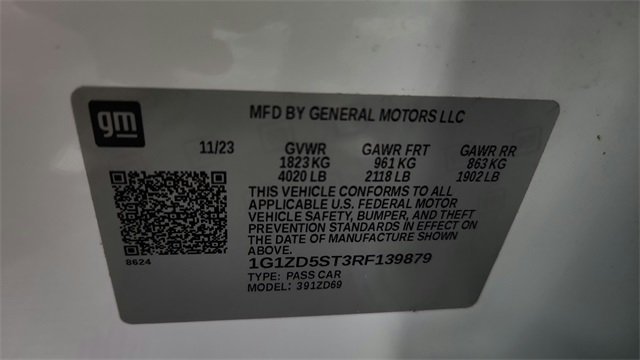 gm
MFD BY GENERAL MOTORS LLC
11/23 GVWR GAWR FRT GAWR RR
1823 KG 961 KG 863 KG
4020 LB 2118 LB 1902 LB
THIS VEHICLE CONFORMS TO ALL
APPLICABLE U.S. FEDERAL MOTOR
VEHICLE SAFETY, BUMPER, AND THEFT
PREVENTION STANDARDS IN EFFECT ON
THE DATE OF MANUFACTURE SHOWN
ABOVE.
8624
1G1ZD5ST3RF139879
TYPE: PASS CAR
MODEL: 391ZD69